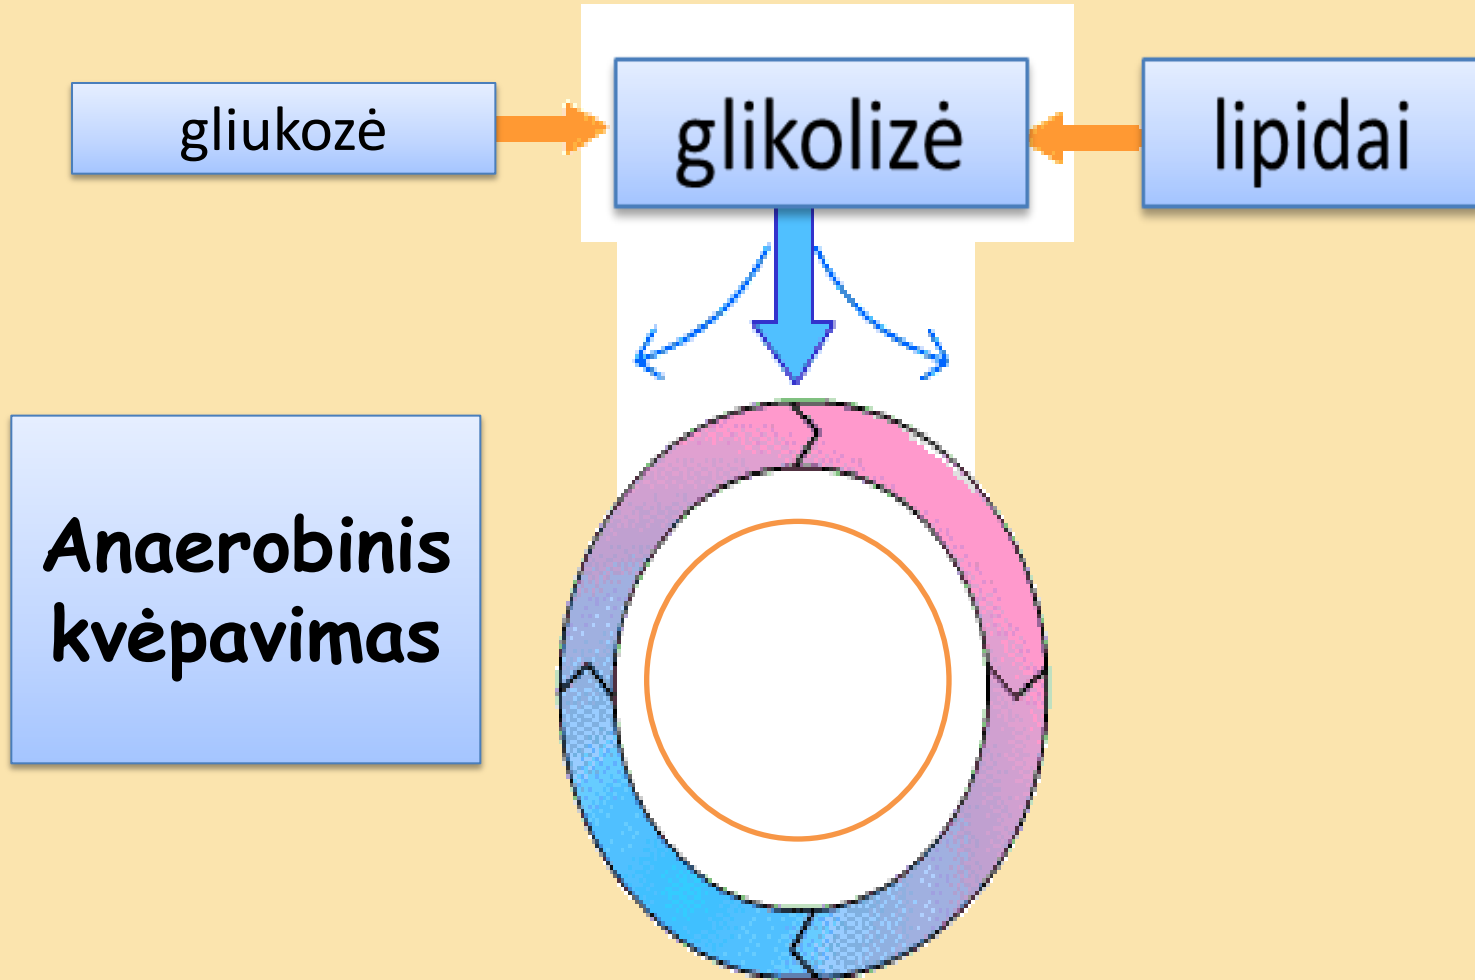 gliukozė
glikolizė
lipidai
Anaerobinis
kvėpavimas